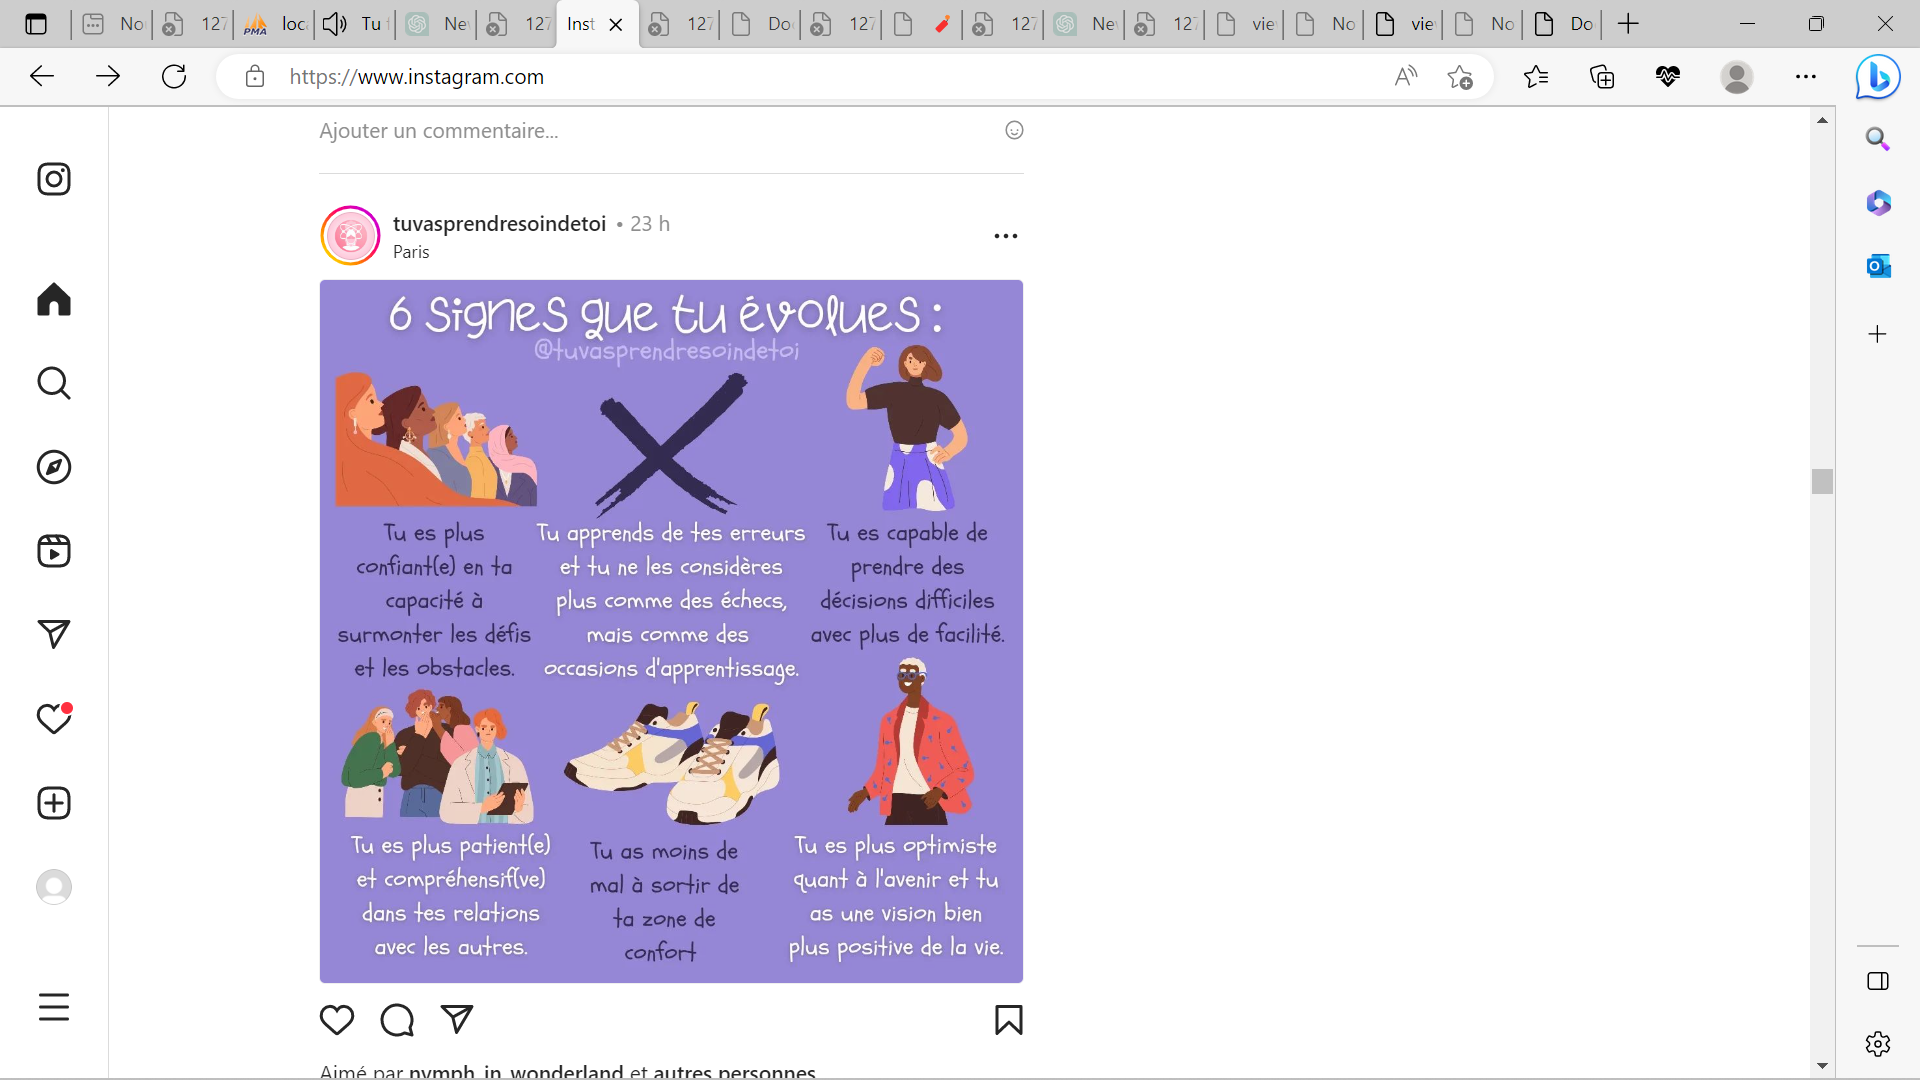 No
127
loc
Tu
Ne
127
Inst
127
Do
127
127
Ne
127
vie
No
vie
No
Do
https://www.instagram.com
Ajouter un commentaire...
tuvasprendresoindetoi • 23 h
Paris
6 Signes que tu évolues :
@tuvasprendresoindetoi
Tu es plus
confiant(e) en ta
capacité à
surmonter les défis
et les obstacles.
Tu apprends de tes erreurs
et tu ne les considères
plus comme des échecs,
mais comme des
occasions d'apprentissage.
Tu es capable de
prendre des
décisions difficiles
avec plus de facilité.
Tu es plus patient(e)
et compréhensif(ve)
dans tes relations
avec les autres.
Tu as moins de
mal à sortir de
ta zone de
confort
Tu es plus optimiste
quant à l'avenir et tu
as une vision bien
plus positive de la vie.
Aimé par nymph_in_wonderland et autres personnes